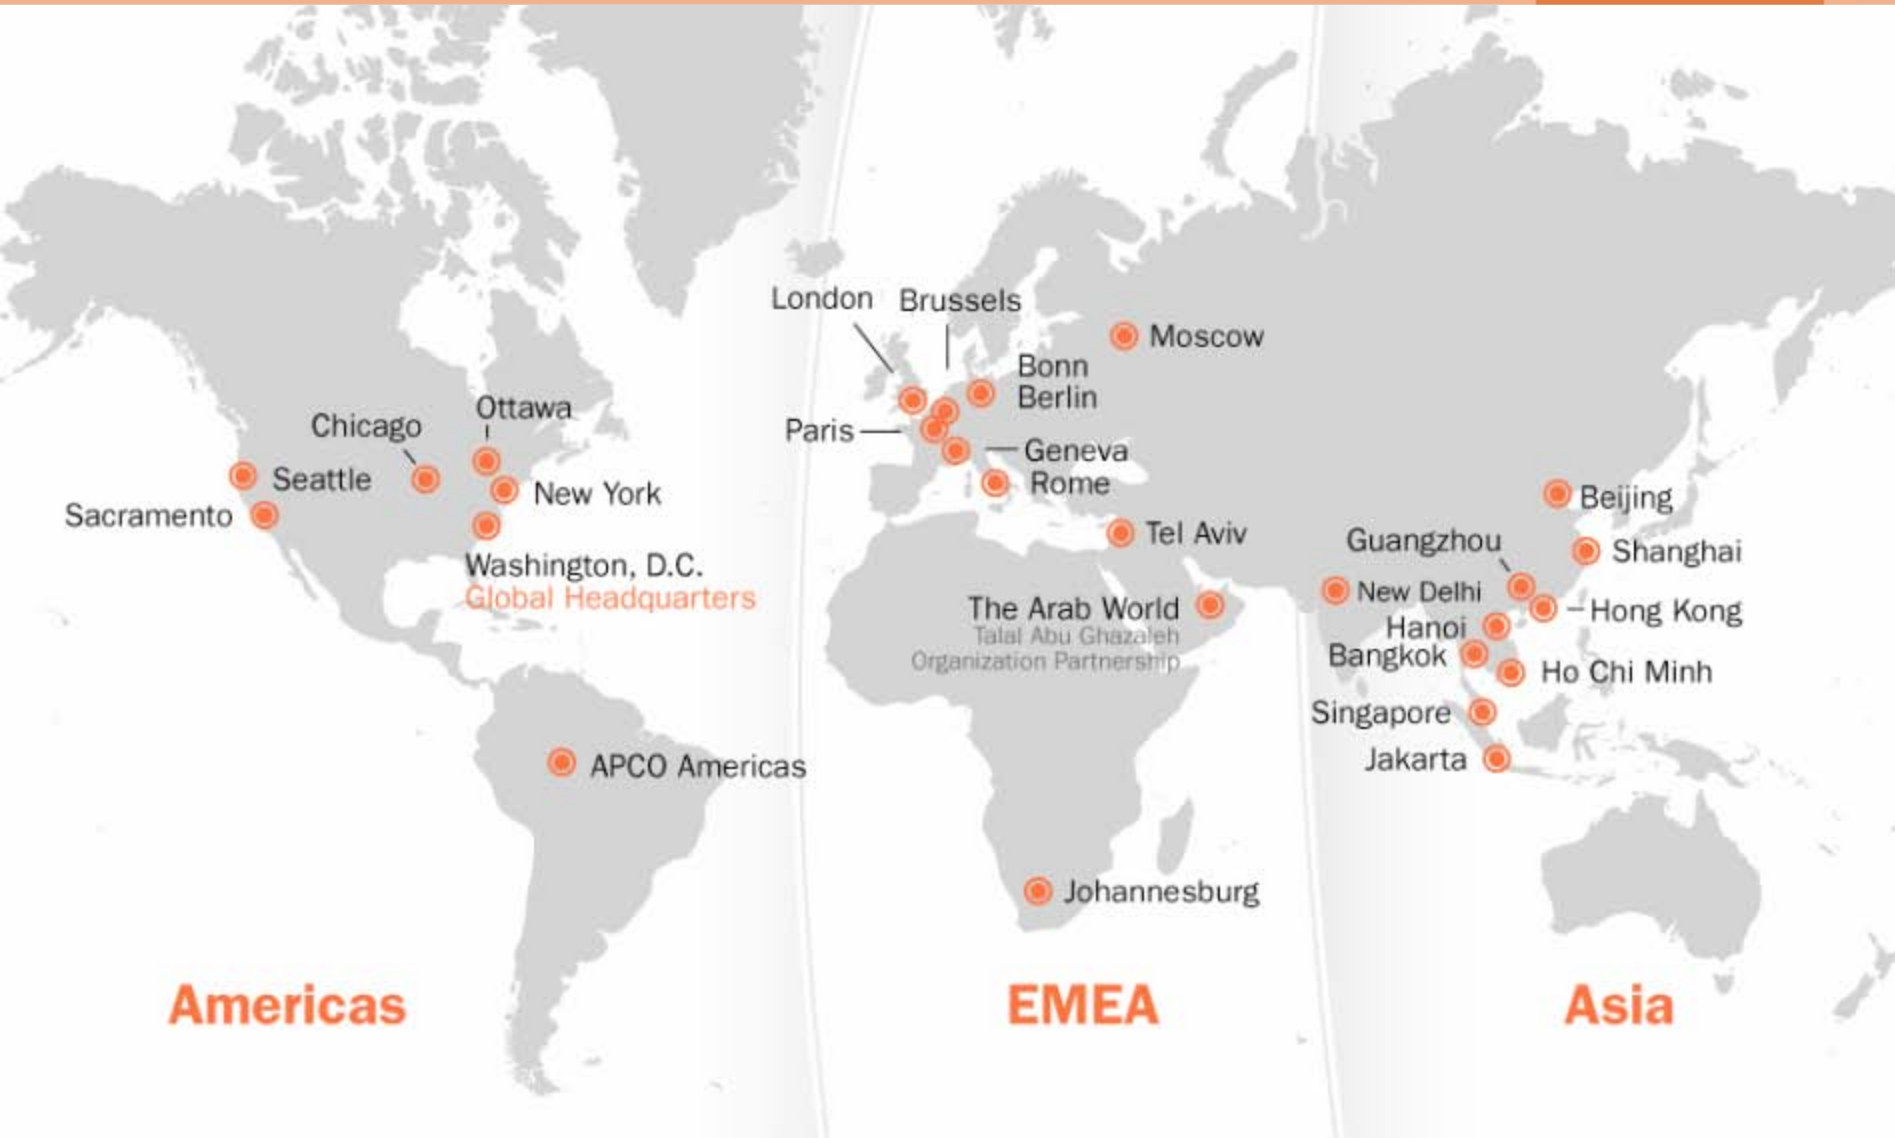 London
Brussels
Moscow
Bonn
Berlin
Ottawa
Chicago
Paris
Geneva
Seattle
Rome
New York
Beijing
Sacramento
Tel Aviv
Guangzhou
Shanghai
Washington, D.C.
Global Headquarters
New Delhi
The Arab World
Hong Kong
Talal Abu Ghazaleh
Organization Partnership
Hanoi
Bangkok
Ho Chi Minh
Singapore
Jakarta
APCO Americas
Johannesburg
Americas
EMEA
Asia